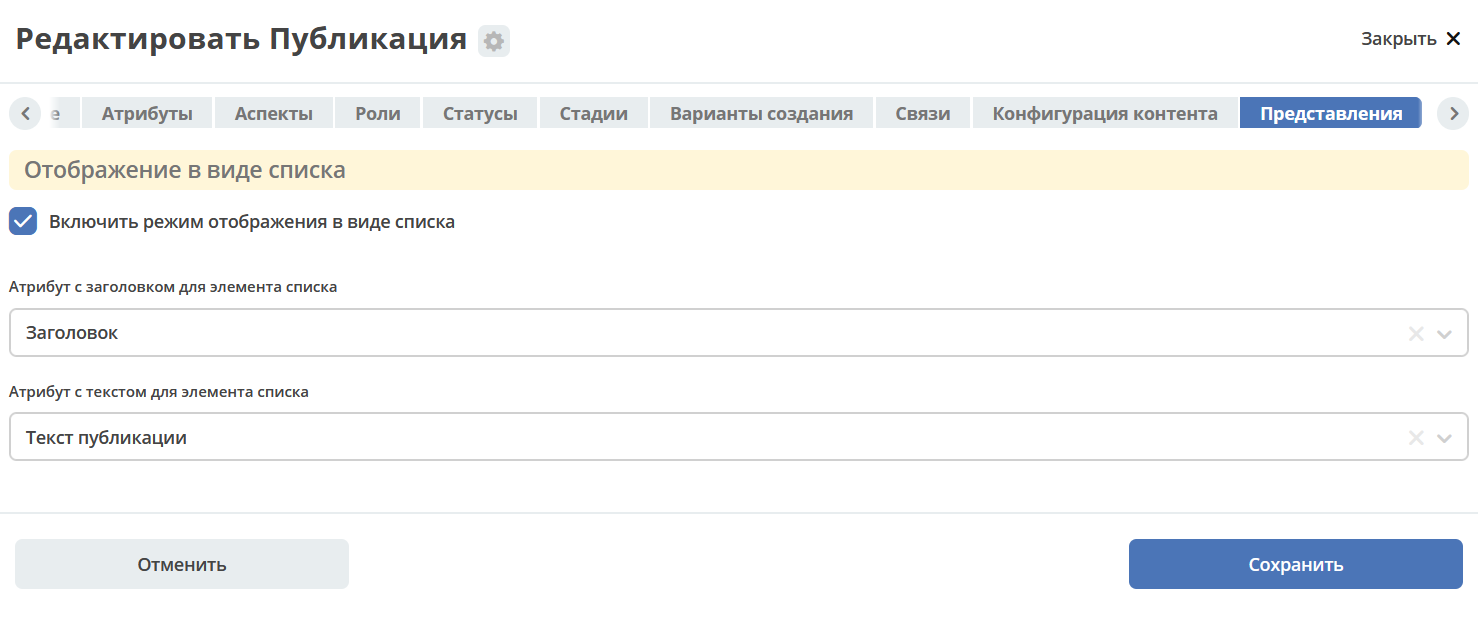 Редактировать Публикация
Закрыть
е Атрибуты Аспекты Роли Статусы Стадии Варианты создания Связи Конфигурация контента Представления
Отображение в виде списка
Включить режим отображения в виде списка
Атрибут с заголовком для элемента списка
Заголовок
Атрибут с текстом для элемента списка
Текст публикации
Отменить
Сохранить